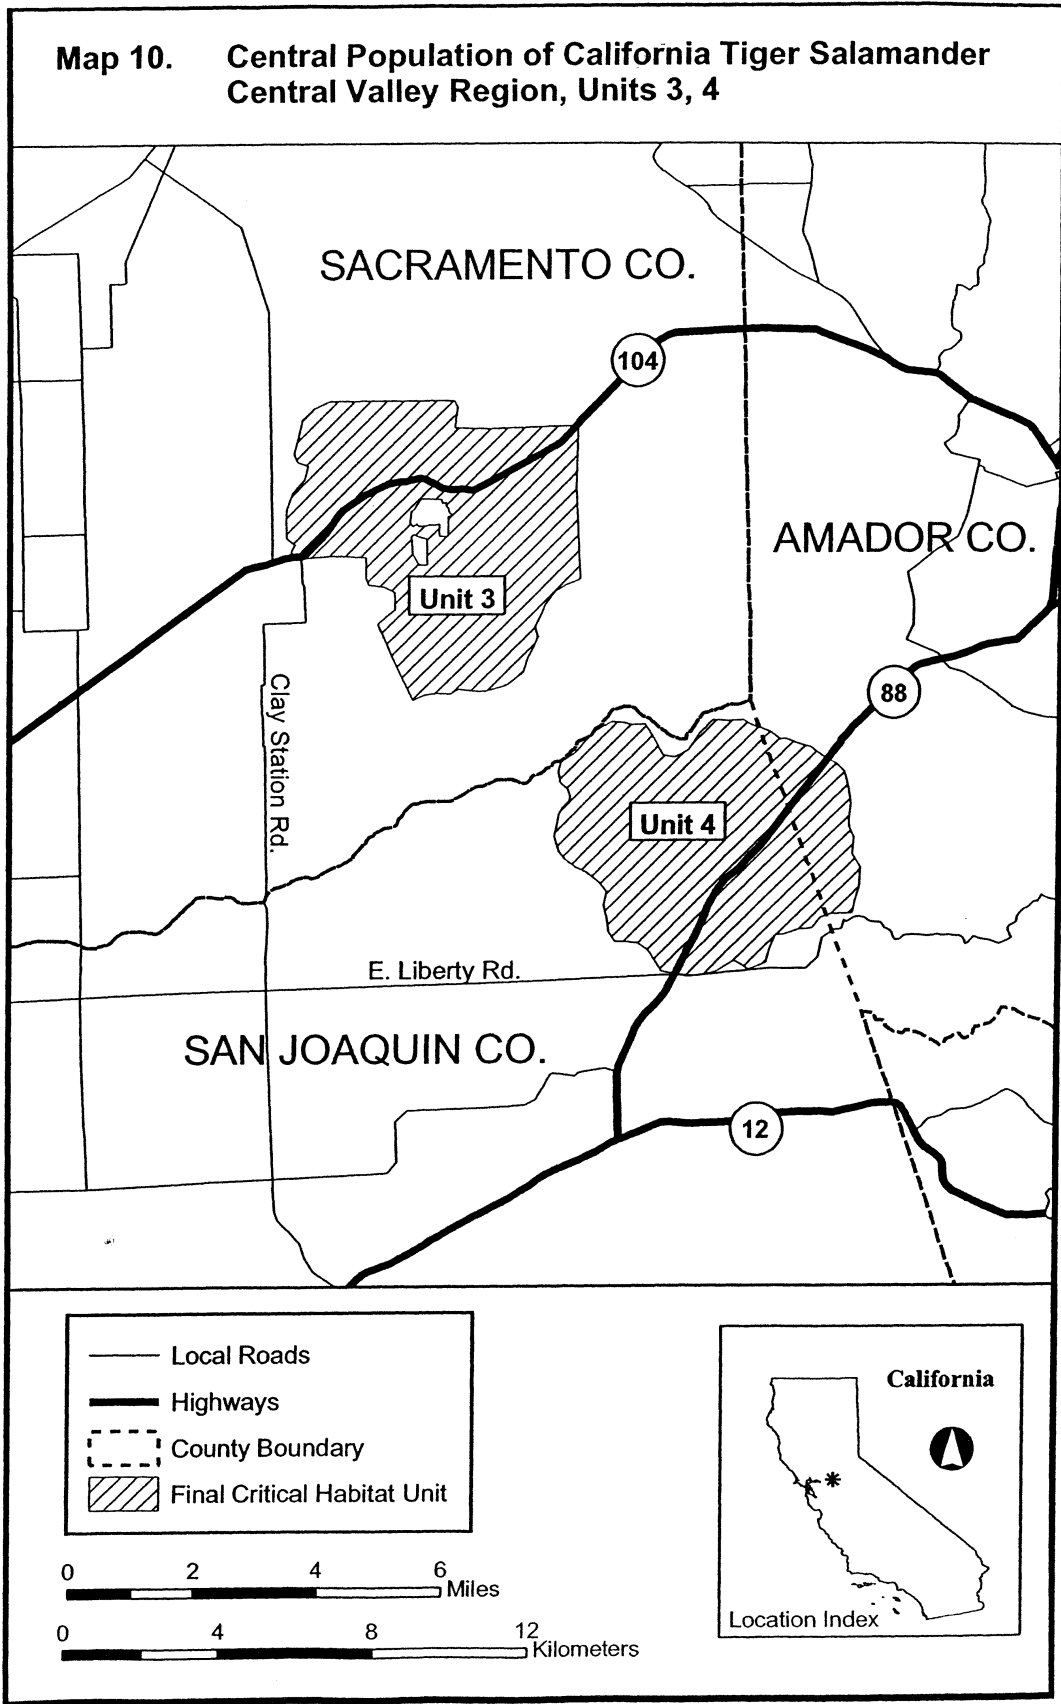 Map 10. Central Population of California Tiger Salamander
Central Valley Region, Units 3, 4
SACRAMENTO CO.
104
AMADOR CO.
Unit 3
88
Clay Station Rd.
Unit 4
E. Liberty Rd.
SAN JOAQUIN CO.
12
Local Roads
Highways
County Boundary
Final Critical Habitat Unit
0 2 4 6
Miles
0 4 8 12
Kilometers
California
Location Index